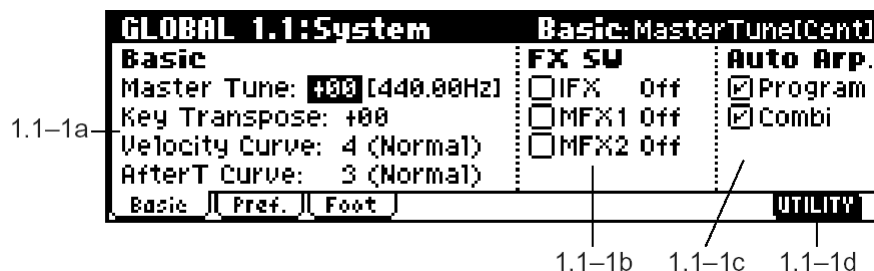 GLOBAL 1.1:System Basic:MasterTune[Cent]
Basic FX SW Auto Arp.
Master Tune: +00 [440.00Hz] IFX Off Program
Key Transpose: +00 MFX1 Off Combi
1.1–1a
Velocity Curve: 4 (Normal) MFX2 Off
AfterT Curve: 3 (Normal)
Basic Pref. Foot UTILITY
1.1–1b 1.1–1c 1.1–1d